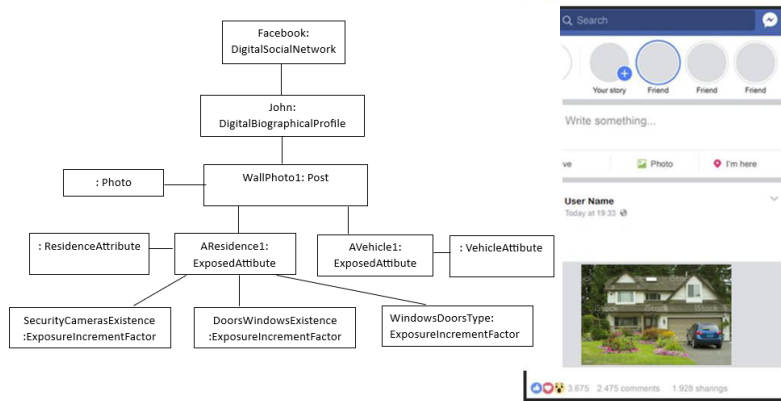 Facebook:
DigitalSocialNetwork
John:
DigitalBiographicalProfile
: Photo
WallPhoto1: Post
: ResidenceAttribute
AResidence1:
ExposedAttibute
AVehicle1:
ExposedAttibute
: VehicleAttibute
SecurityCamerasExistence
:ExposureIncrementFactor
DoorsWindowsExistence
:ExposureIncrementFactor
WindowsDoorsType:
ExposureIncrementFactor
Search
Your story
Friend
Friend
Friend
Write something...
ve
Photo
I'm here
User Name
Today at 19:33
iStock
3.675
2.475 comments
1.928 sharings